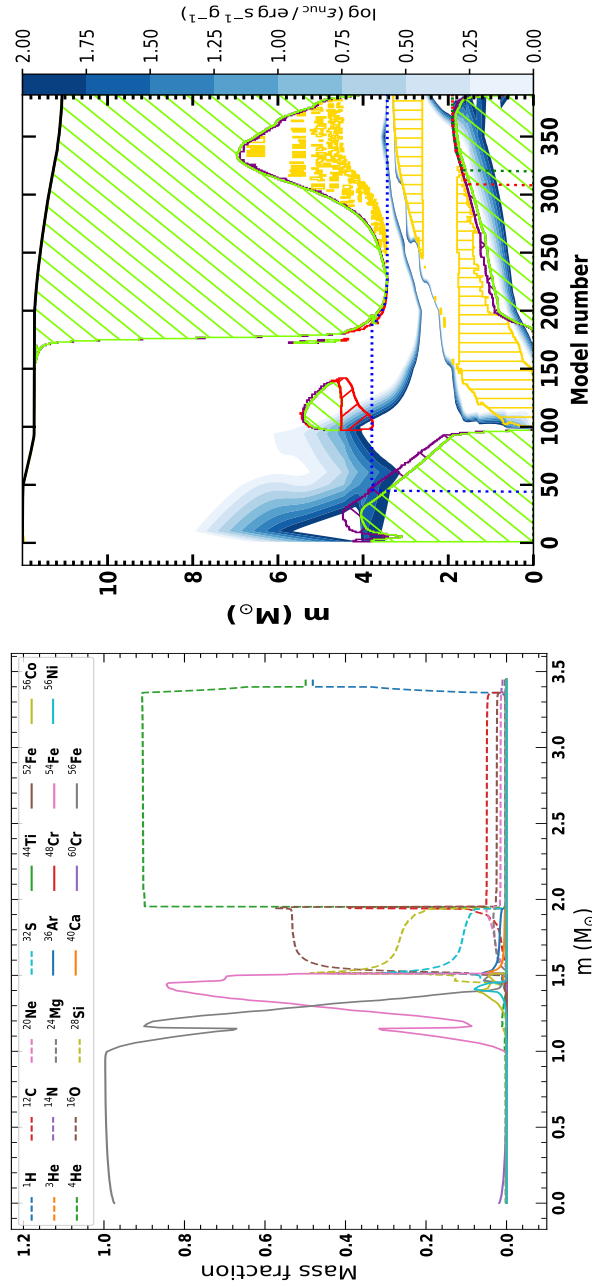 1.2
1.0
0.8
0.6
0.4
0.2
0.0
Mass fraction
0.0
0.5
1.0
1.5
2.0
2.5
3.0
3.5
m (M⊙)
¹H
³He
⁴He
¹²C
¹⁴N
¹⁶O
²⁰Ne
²⁴Mg
²⁸Si
³²S
³⁶Ar
⁴⁰Ca
⁴⁴Ti
⁴⁸Cr
⁶⁰Cr
⁵²Fe
⁵⁴Fe
⁵⁶Fe
⁵⁶Co
⁵⁶Ni
10
8
6
4
2
0
m (M⊙)
0
50
100
150
200
250
300
350
Model number
2.00
1.75
1.50
1.25
1.00
0.75
0.50
0.25
0.00
log(ϵnuc/erg s⁻¹ g⁻¹)